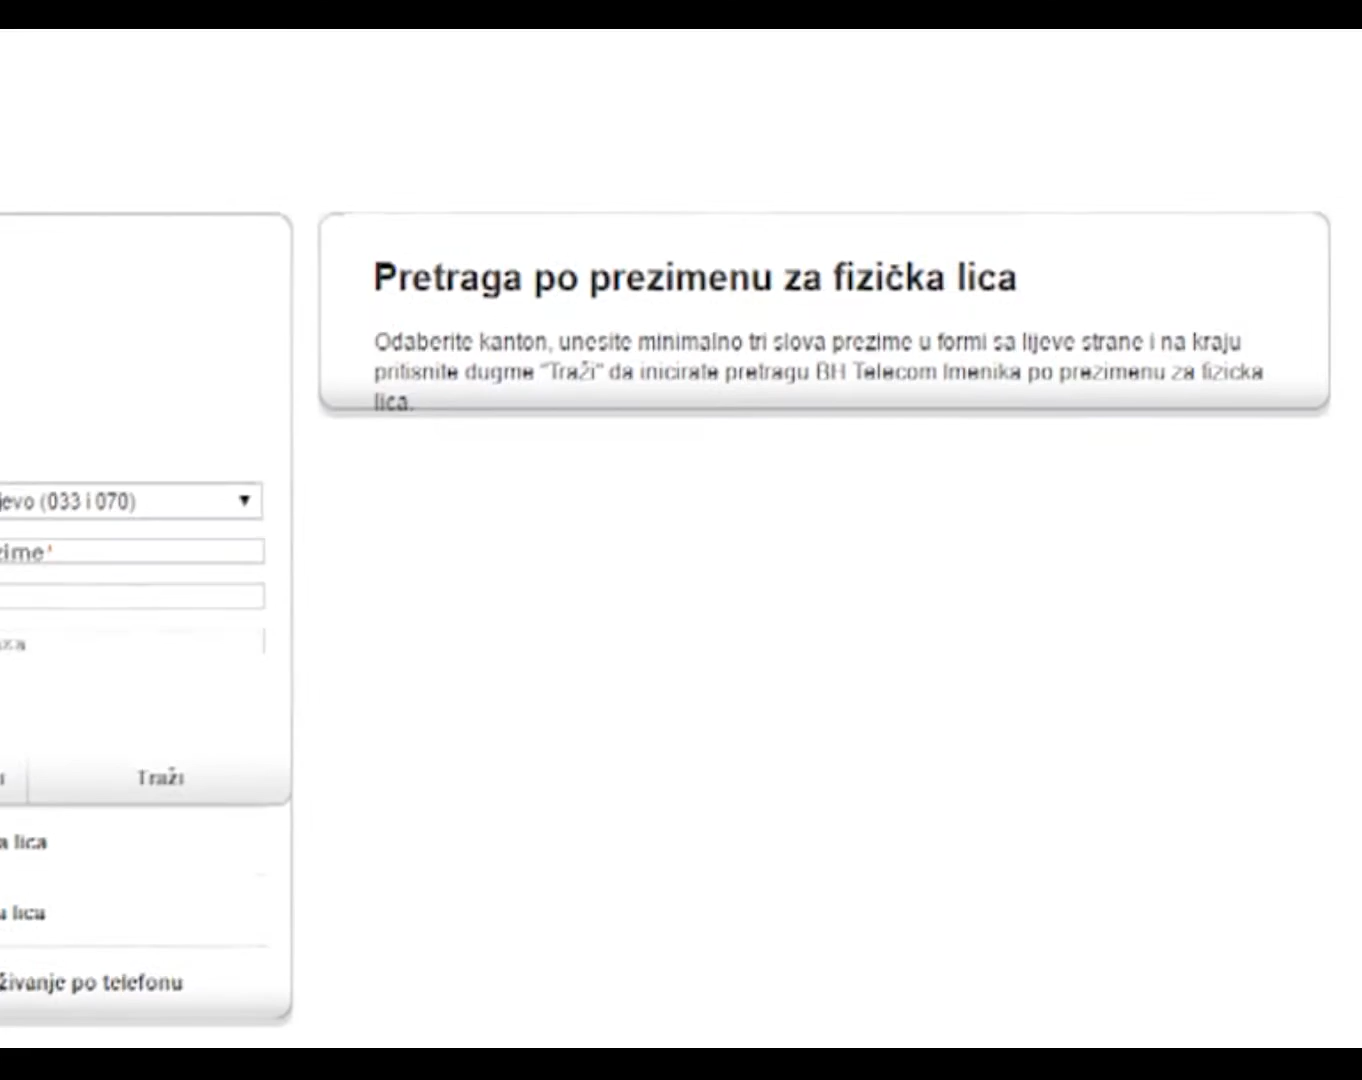 Pretraga po prezimenu za fizička lica
Odaberite kanton, unesite minimalno tri slova prezime u formi sa lijeve strane i na kraju
pritisnite dugme "Traži" da inicirate pretragu BH Telecom Imenika po prezimenu za fizicka
lica.
jevo (033 i 070)
zime*
Traži
a lica
a lica
živanje po telefonu